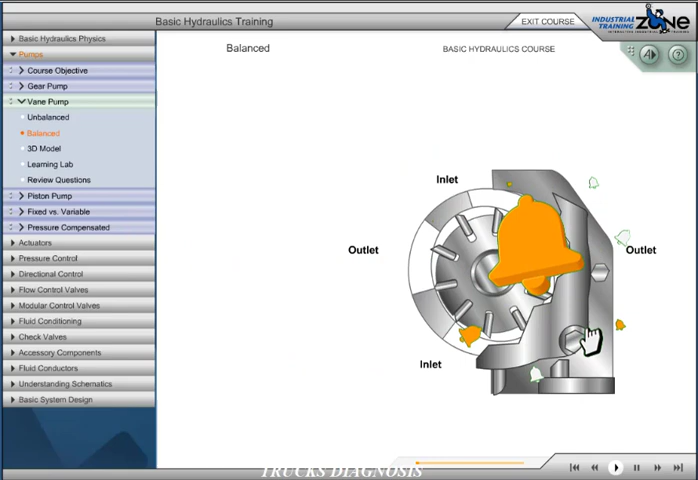 Basic Hydraulics Training
EXIT COURSE
INDUSTRIAL
TRAINING
ZONE
Basic Hydraulics Physics
Pumps
Course Objective
Gear Pump
Vane Pump
Unbalanced
Balanced
3D Model
Learning Lab
Review Questions
Piston Pump
Fixed vs. Variable
Pressure Compensated
Actuators
Pressure Control
Directional Control
Flow Control Valves
Modular Control Valves
Fluid Conditioning
Check Valves
Accessory Components
Fluid Conductors
Understanding Schematics
Basic System Design
Balanced
BASIC HYDRAULICS COURSE
A
?
Inlet
Outlet
Outlet
Inlet
TRUCKS DIAGNOSIS